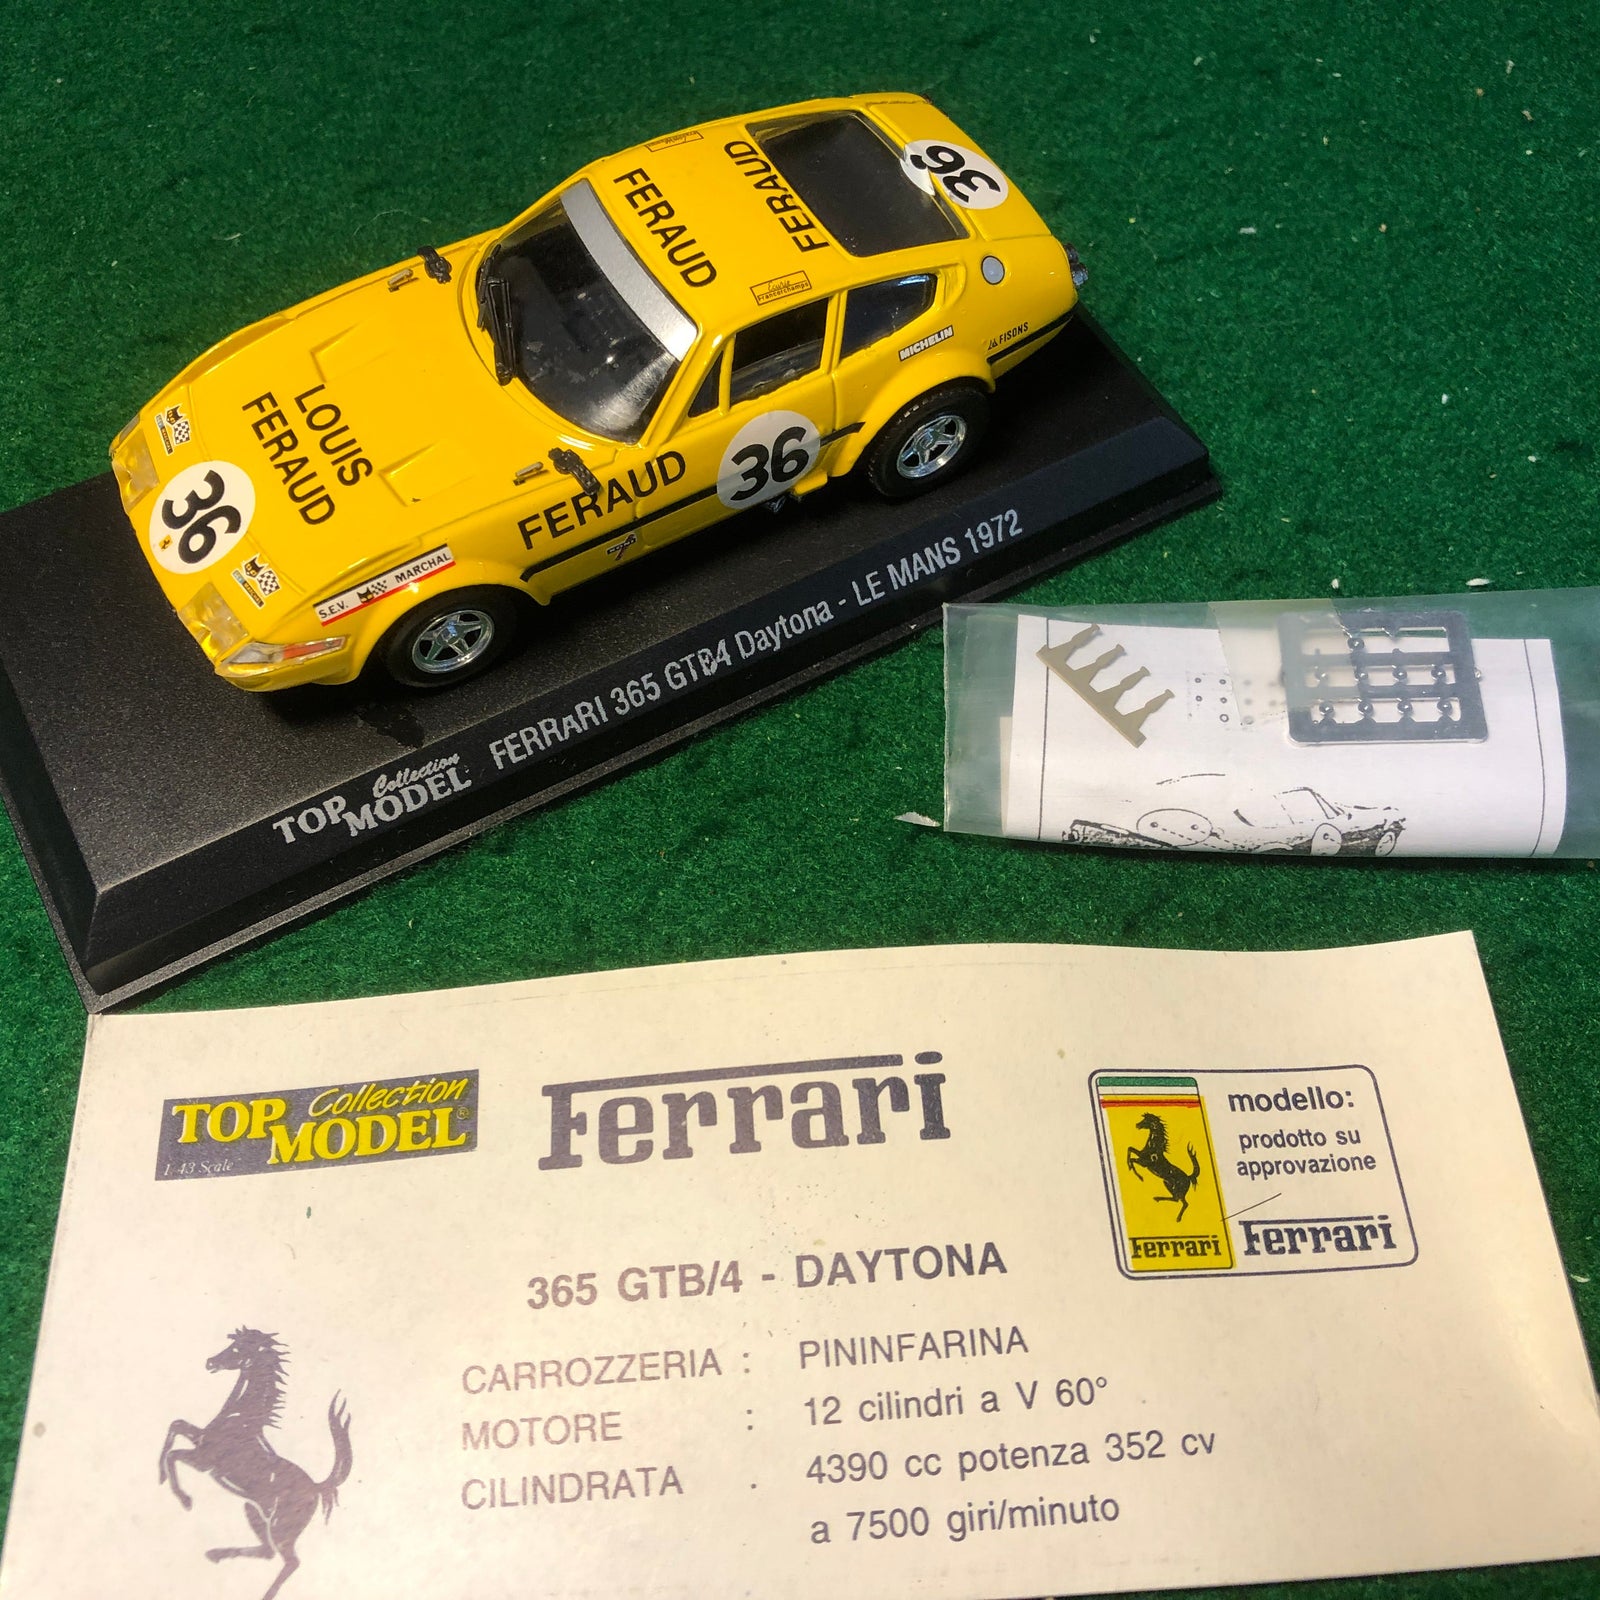 36
FERAUD
FERAUD
Francorchamps
MICHELIN
FISONS
LOUIS
FERAUD
36
FERAUD
36
S.E.V. MARCHAL
TOP Collection MODEL FERRARI 365 GTB4 Daytona - LE MANS 1972
TOP Collection MODEL®
1/43 Scale
Ferrari
modello:
prodotto su
approvazione
Ferrari
Ferrari
365 GTB/4 - DAYTONA
CARROZZERIA : PININFARINA
MOTORE : 12 cilindri a V 60°
CILINDRATA . 4390 cc potenza 352 cv
a 7500 giri/minuto